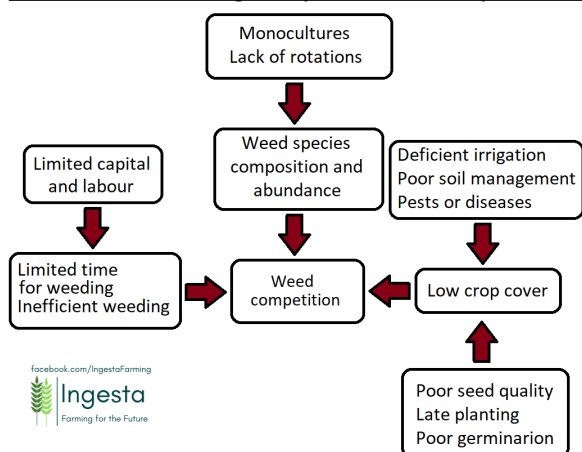 Monocultures
Lack of rotations
Weed species
composition and
abundance
Deficient irrigation
Poor soil management
Pests or diseases
Limited capital
and labour
Limited time
for weeding
Inefficient weeding
Weed
competition
Low crop cover
facebook.com/IngestaFarming
Ingesta
Farming for the Future
Poor seed quality
Late planting
Poor germinarion